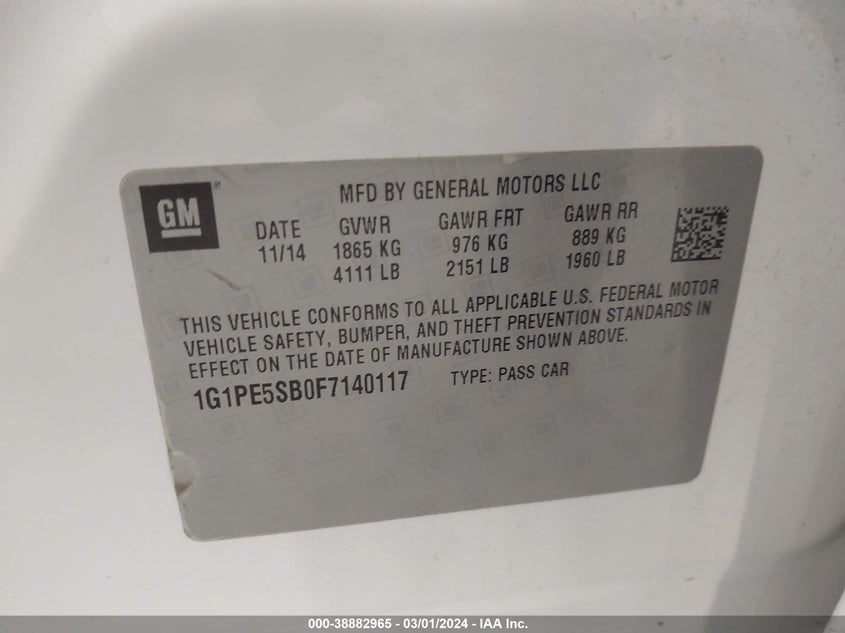 GM®
MFD BY GENERAL MOTORS LLC
DATE GVWR GAWR FRT GAWR RR
11/14 1865 KG 976 KG 889 KG
4111 LB 2151 LB 1960 LB
THIS VEHICLE CONFORMS TO ALL APPLICABLE U.S. FEDERAL MOTOR
VEHICLE SAFETY, BUMPER, AND THEFT PREVENTION STANDARDS IN
EFFECT ON THE DATE OF MANUFACTURE SHOWN ABOVE.
1G1PE5SB0F7140117 TYPE: PASS CAR
000-38882965 - 03/01/2024 - IAA Inc.